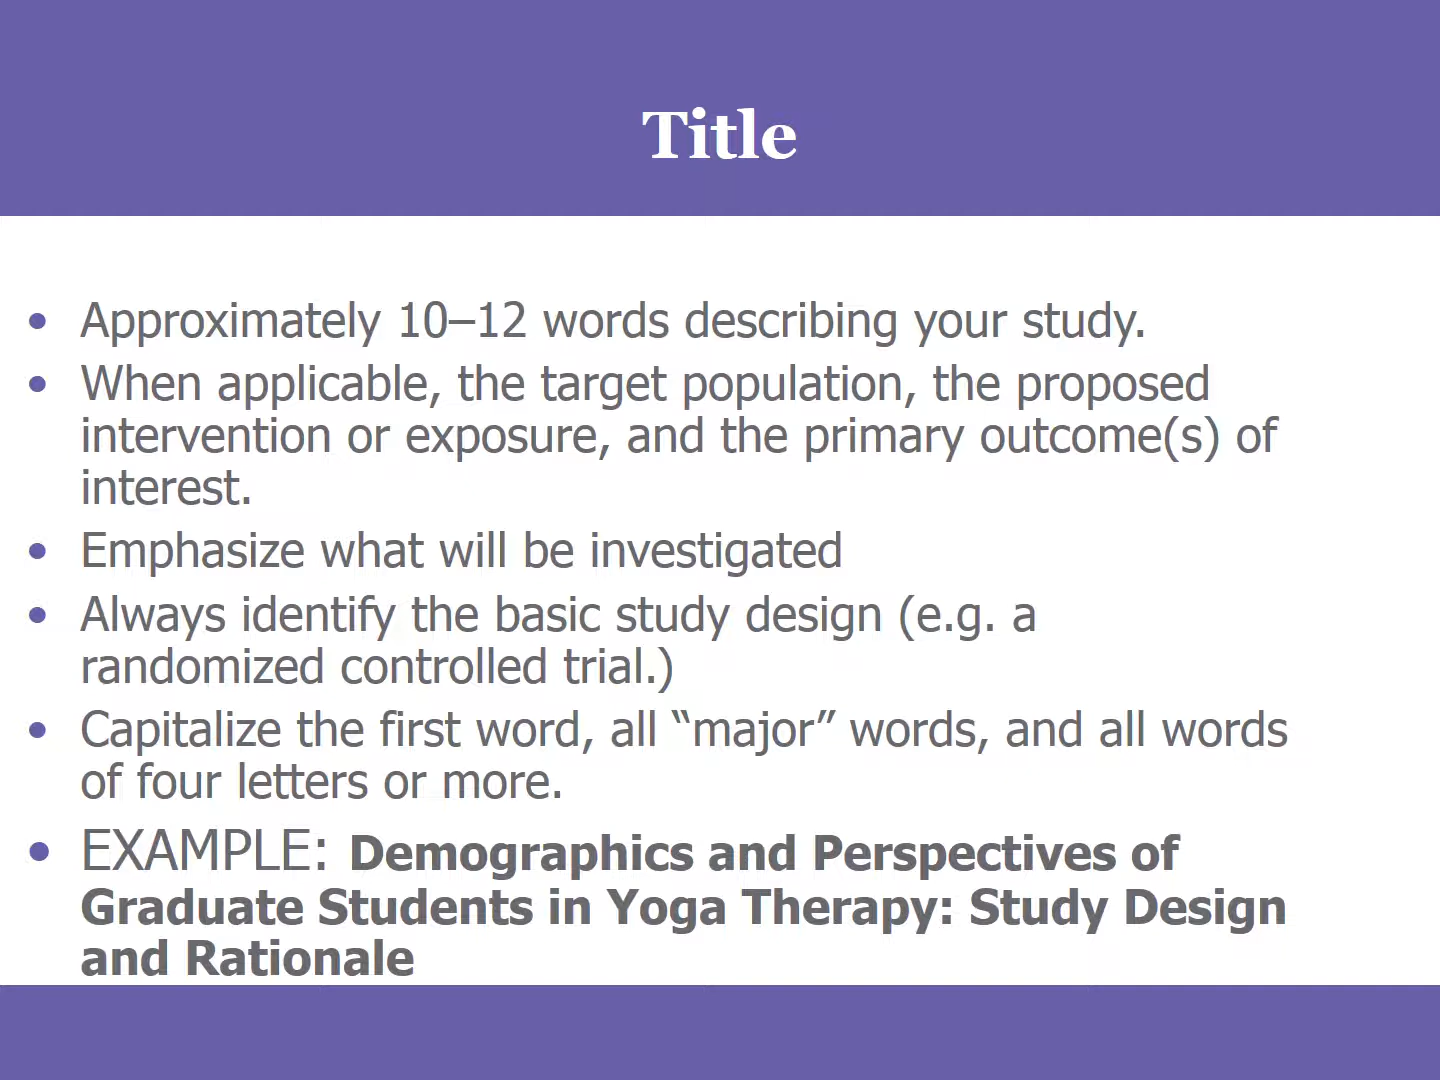 Title
• Approximately 10–12 words describing your study.
• When applicable, the target population, the proposed
intervention or exposure, and the primary outcome(s) of
interest.
• Emphasize what will be investigated
• Always identify the basic study design (e.g. a
randomized controlled trial.)
• Capitalize the first word, all “major” words, and all words
of four letters or more.
• EXAMPLE: Demographics and Perspectives of
Graduate Students in Yoga Therapy: Study Design
and Rationale